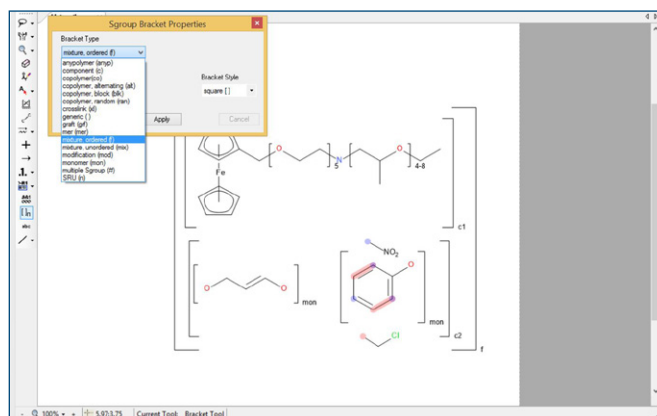 Sgroup Bracket Properties
Bracket Type
mixture, ordered (f)
anypolymer (anyp)
component (c)
copolymer(co)
copolymer, alternating (alt)
copolymer, block (blk)
copolymer, random (ran)
crosslink (xl)
generic ( )
graft (grf)
mer (mer)
mixture, ordered (f)
mixture, unordered (mix)
modification (mod)
monomer (mon)
multiple Sgroup (#)
SRU (n)
Bracket Style
square [ ]
Apply
Cancel
Fe
O
5
N
O
4-8
c1
O
O
mon
NO2
O
mon
Cl
c2
f
abc
100%
5.97:3.75
Current Tool: Bracket Tool